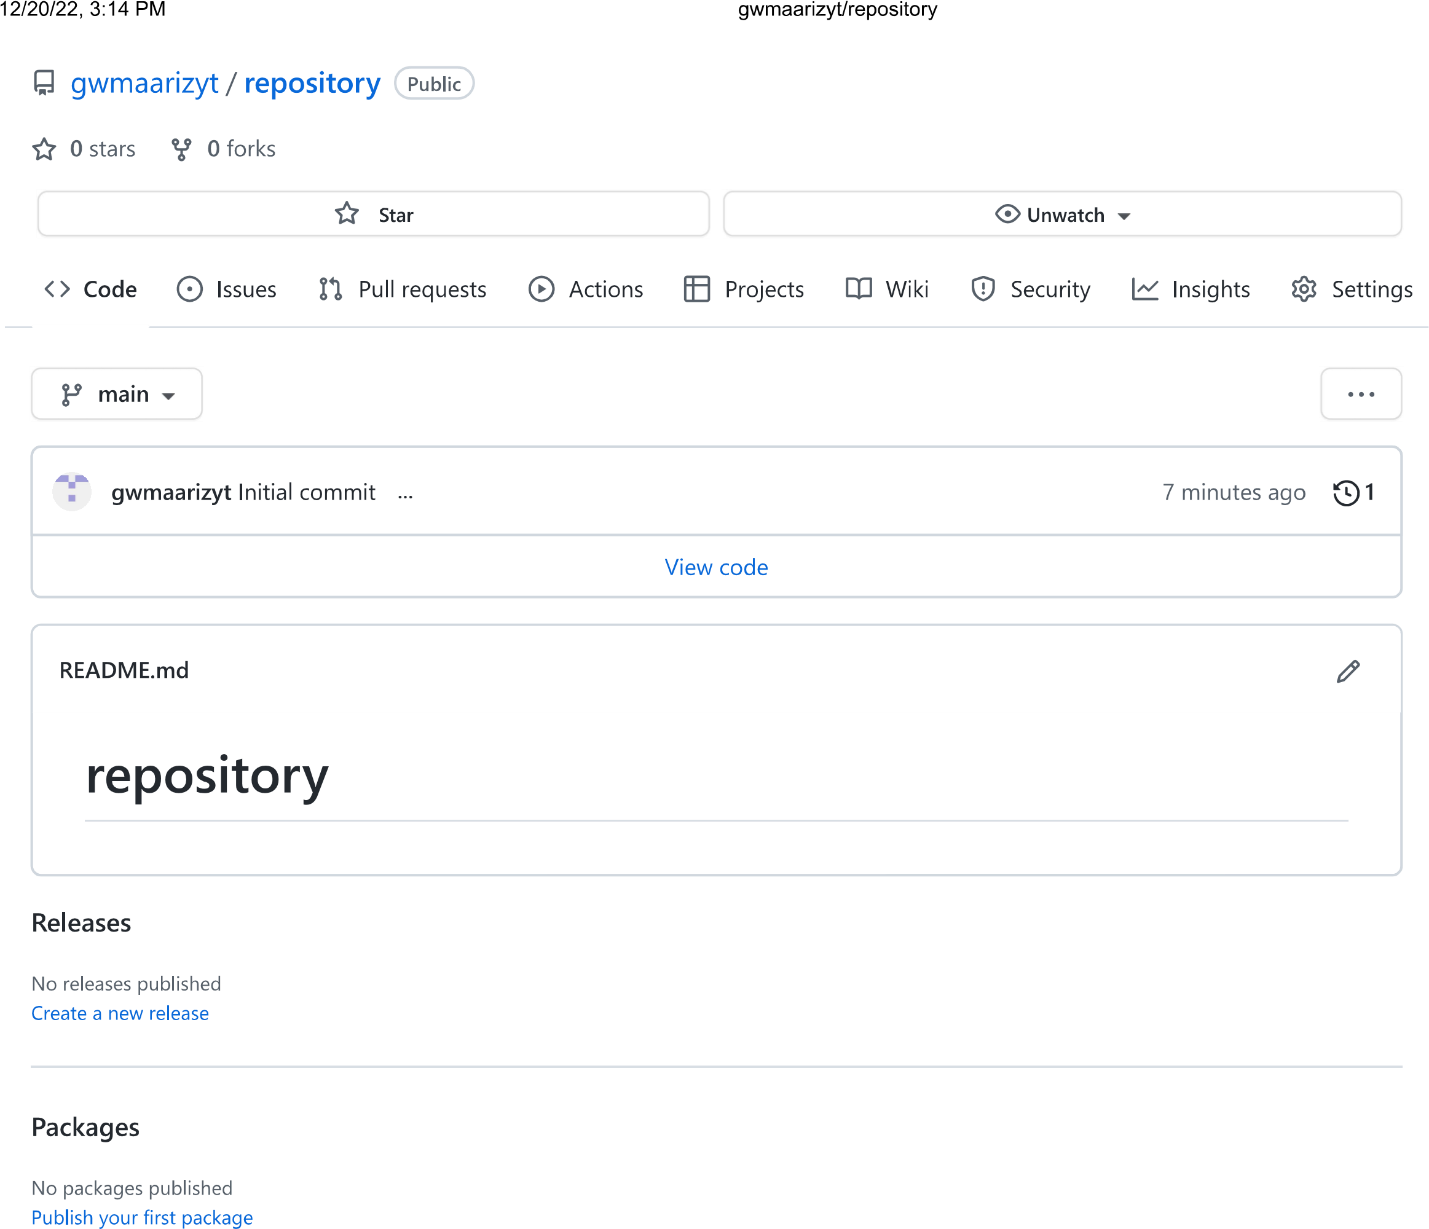 12/20/22, 3:14 PM gwmaarizyt/repository
gwmaarizyt / repository Public
0 stars 0 forks
Star Unwatch
Code Issues Pull requests Actions Projects Wiki Security Insights Settings
main ...
gwmaarizyt Initial commit ... 7 minutes ago 1
View code
README.md
repository
Releases
No releases published
Create a new release
Packages
No packages published
Publish your first package